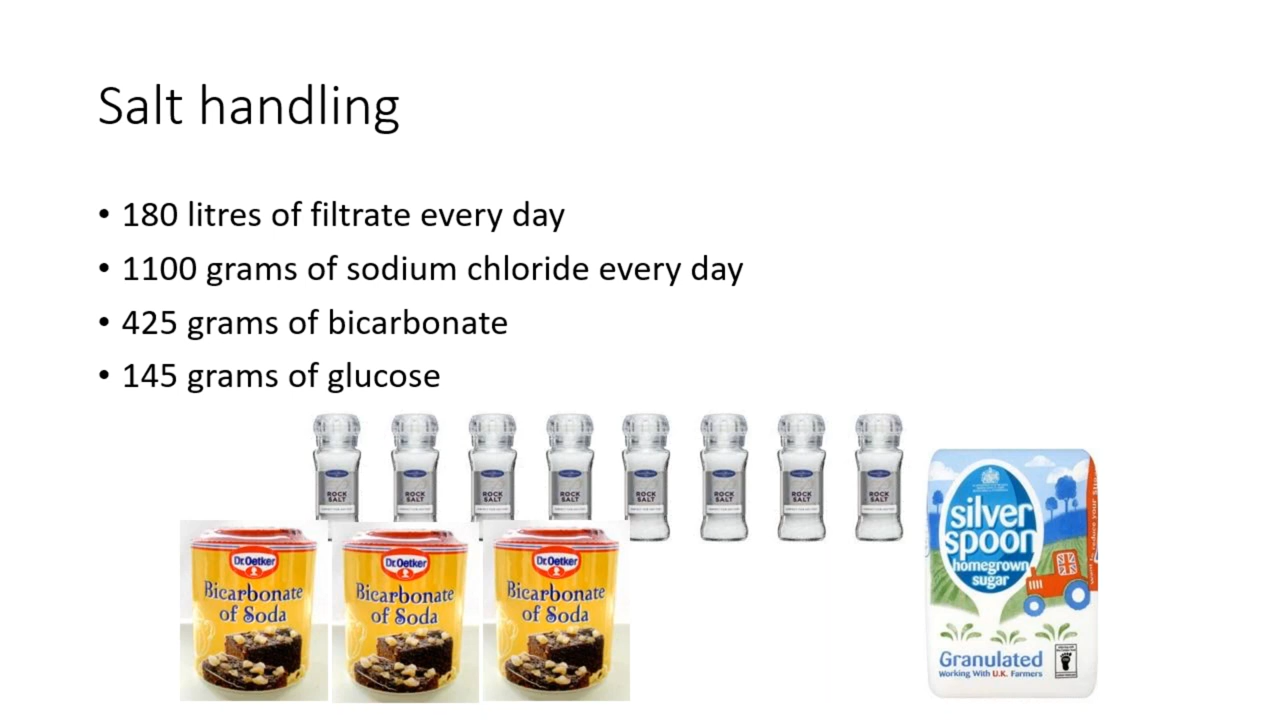 Salt handling
• 180 litres of filtrate every day
• 1100 grams of sodium chloride every day
• 425 grams of bicarbonate
• 145 grams of glucose
ROCK
SALT
ROCK
SALT
ROCK
SALT
ROCK
SALT
ROCK
SALT
ROCK
SALT
ROCK
SALT
ROCK
SALT
Dr.Oetker
Bicarbonate
of Soda
Dr.Oetker
Bicarbonate
of Soda
Dr.Oetker
Bicarbonate
of Soda
silver
spoon
homegrown
sugar
Granulated
Working With U.K. Farmers